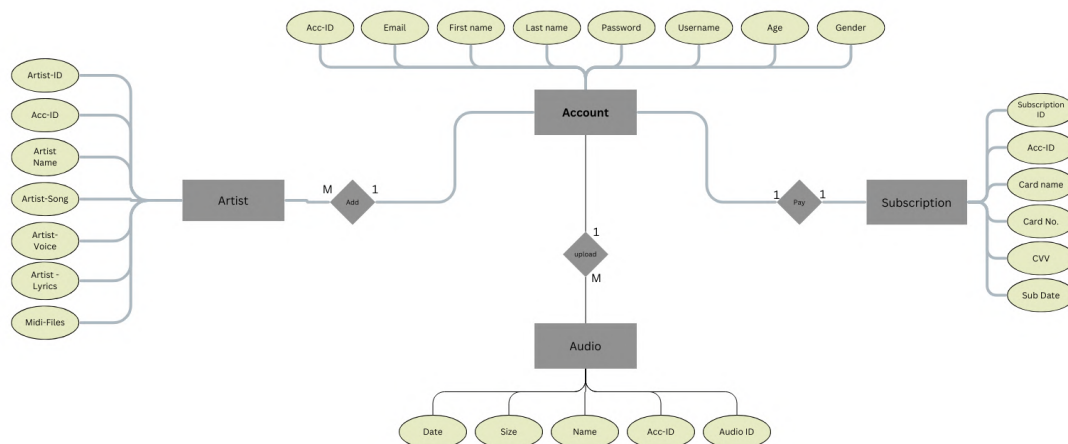 Acc-ID
Email
First name
Last name
Password
Username
Age
Gender
Account
Artist-ID
Acc-ID
Artist
Name
Artist-Song
Artist-
Voice
Artist -
Lyrics
Midi-Files
Artist
M
Add
1
1
upload
M
1
Pay
1
Subscription
Subscription
ID
Acc-ID
Card name
Card No.
CVV
Sub Date
Audio
Date
Size
Name
Acc-ID
Audio ID